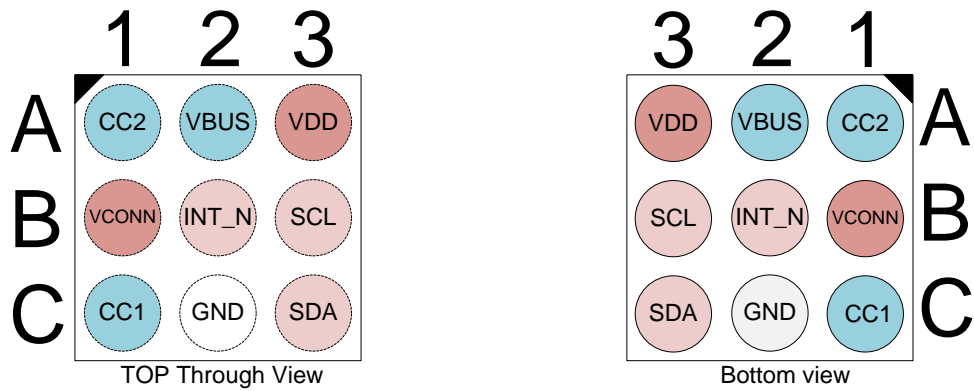 1 2 3
A CC2 VBUS VDD
B VCONN INT_N SCL
C CC1 GND SDA
TOP Through View
3 2 1
VDD VBUS CC2 A
SCL INT_N VCONN B
SDA GND CC1 C
Bottom view